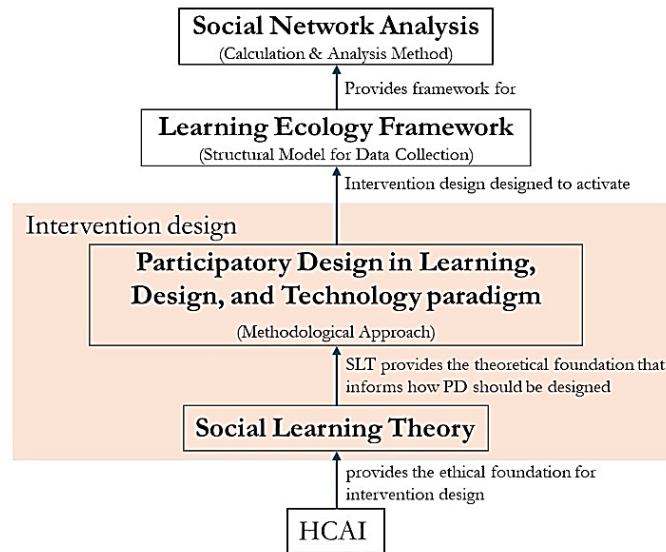 Social Network Analysis
(Calculation & Analysis Method)
Provides framework for
Learning Ecology Framework
(Structural Model for Data Collection)
Intervention design designed to activate
Intervention design
Participatory Design in Learning,
Design, and Technology paradigm
(Methodological Approach)
SLT provides the theoretical foundation that
informs how PD should be designed
Social Learning Theory
provides the ethical foundation for
intervention design
HCAI